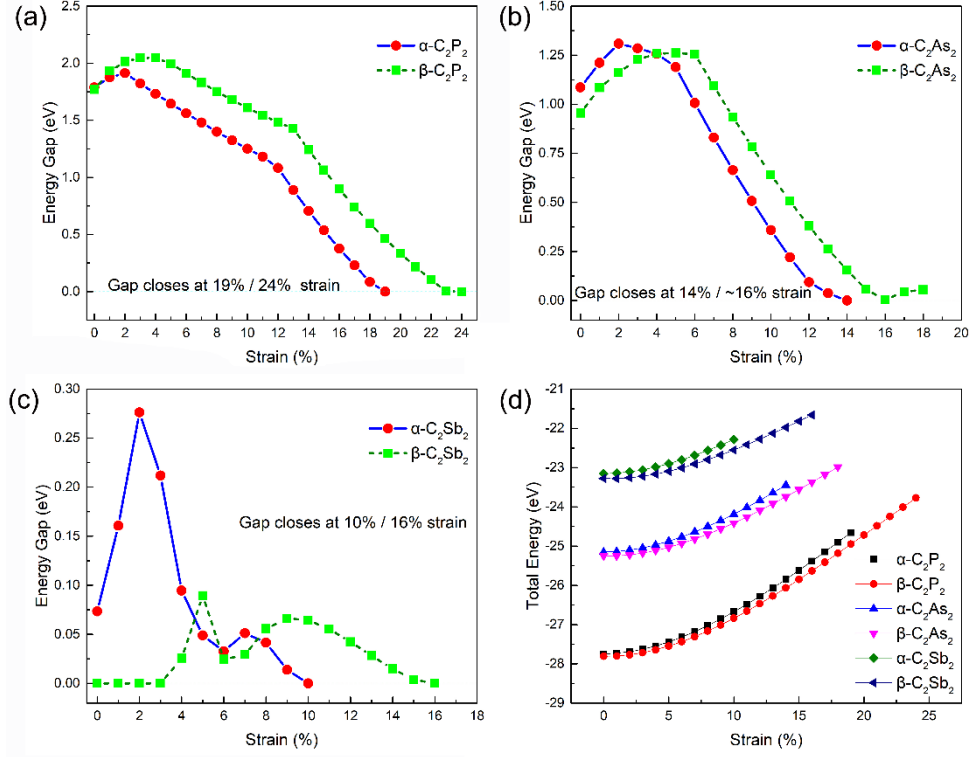 (a)
2.5
2.0
1.5
1.0
0.5
0.0
Energy Gap (eV)
α-C₂P₂
β-C₂P₂
Gap closes at 19% / 24% strain
0 2 4 6 8 10 12 14 16 18 20 22 24
Strain (%)
(b)
1.50
1.25
1.00
0.75
0.50
0.25
0.00
Energy Gap (eV)
α-C₂As₂
β-C₂As₂
Gap closes at 14% / ~16% strain
0 2 4 6 8 10 12 14 16 18 20
Strain (%)
(c)
0.30
0.25
0.20
0.15
0.10
0.05
0.00
Energy Gap (eV)
α-C₂Sb₂
β-C₂Sb₂
Gap closes at 10% / 16% strain
0 2 4 6 8 10 12 14 16 18
Strain (%)
(d)
-21
-22
-23
-24
-25
-26
-27
-28
-29
Total Energy (eV)
α-C₂P₂
β-C₂P₂
α-C₂As₂
β-C₂As₂
α-C₂Sb₂
β-C₂Sb₂
0 5 10 15 20 25
Strain (%)